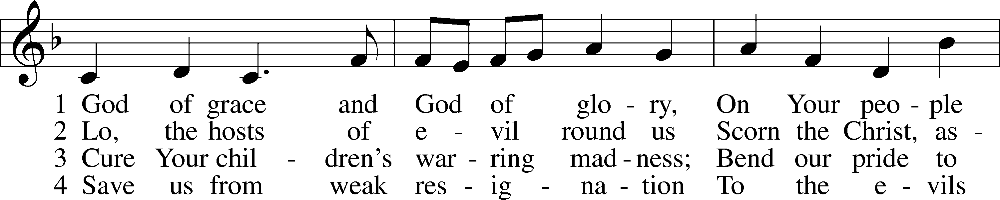 1 God of grace and God of glo - ry, On Your peo - ple
2 Lo, the hosts of e - vil round us Scorn the Christ, as -
3 Cure Your chil - dren's war - ring mad - ness; Bend our pride to
4 Save us from weak res - ig - na - tion To the e - vils